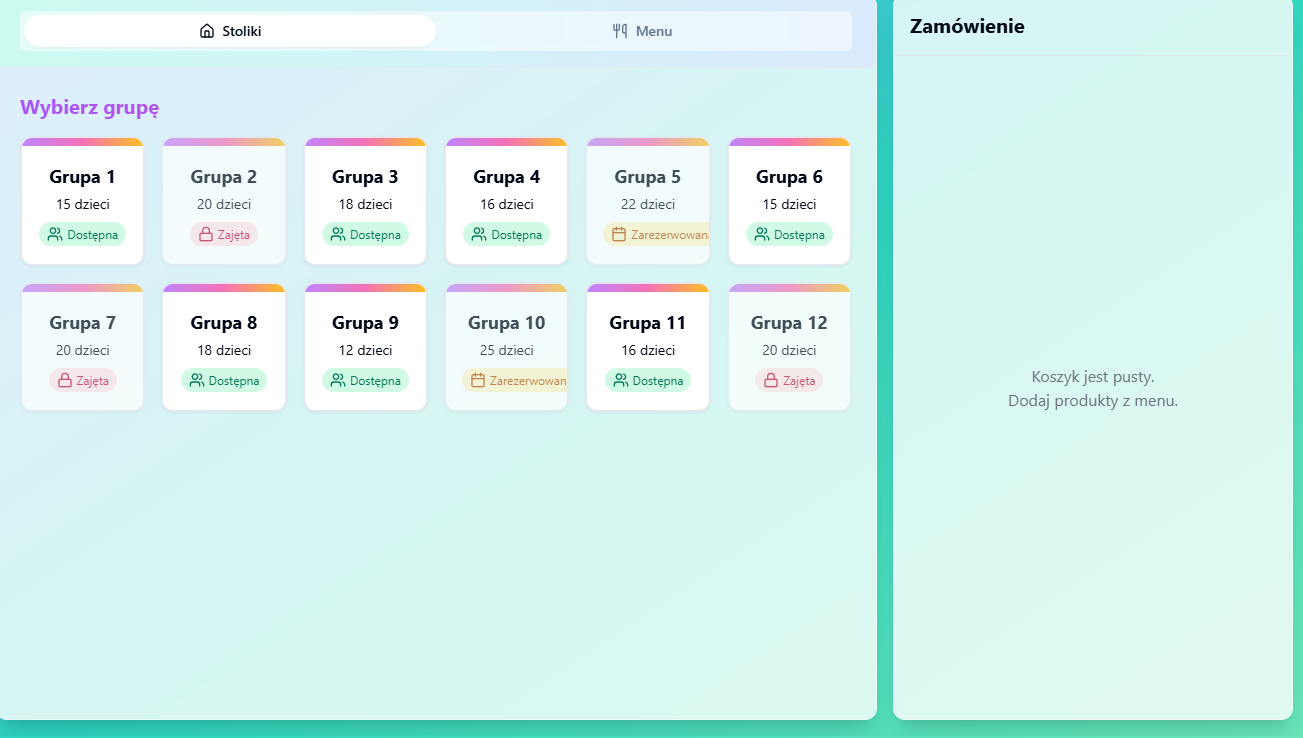 Stoliki
Menu
Zamówienie
Wybierz grupę
Grupa 1
15 dzieci
Dostępna
Grupa 2
20 dzieci
Zajęta
Grupa 3
18 dzieci
Dostępna
Grupa 4
16 dzieci
Dostępna
Grupa 5
22 dzieci
Zarezerwowana
Grupa 6
15 dzieci
Dostępna
Grupa 7
20 dzieci
Zajęta
Grupa 8
18 dzieci
Dostępna
Grupa 9
12 dzieci
Dostępna
Grupa 10
25 dzieci
Zarezerwowan
Grupa 11
16 dzieci
Dostępna
Grupa 12
20 dzieci
Zajęta
Koszyk jest pusty.
Dodaj produkty z menu.